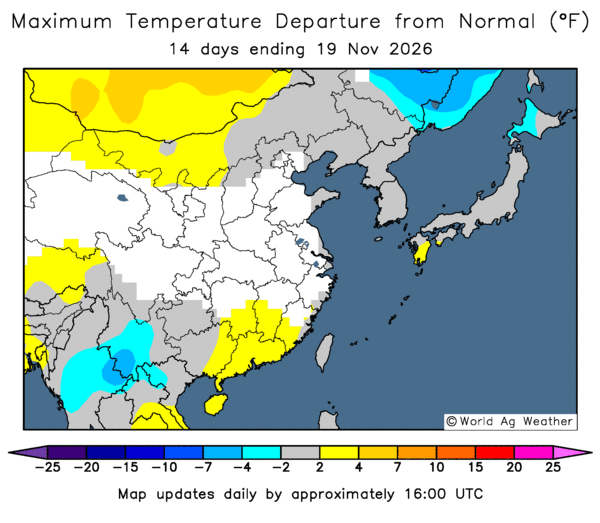 Maximum Temperature Departure from Normal (°F)
14 days ending 19 Nov 2026
© World Ag Weather
-25 -20 -15 -10 -7 -4 -2 2 4 7 10 15 20 25
Map updates daily by approximately 16:00 UTC